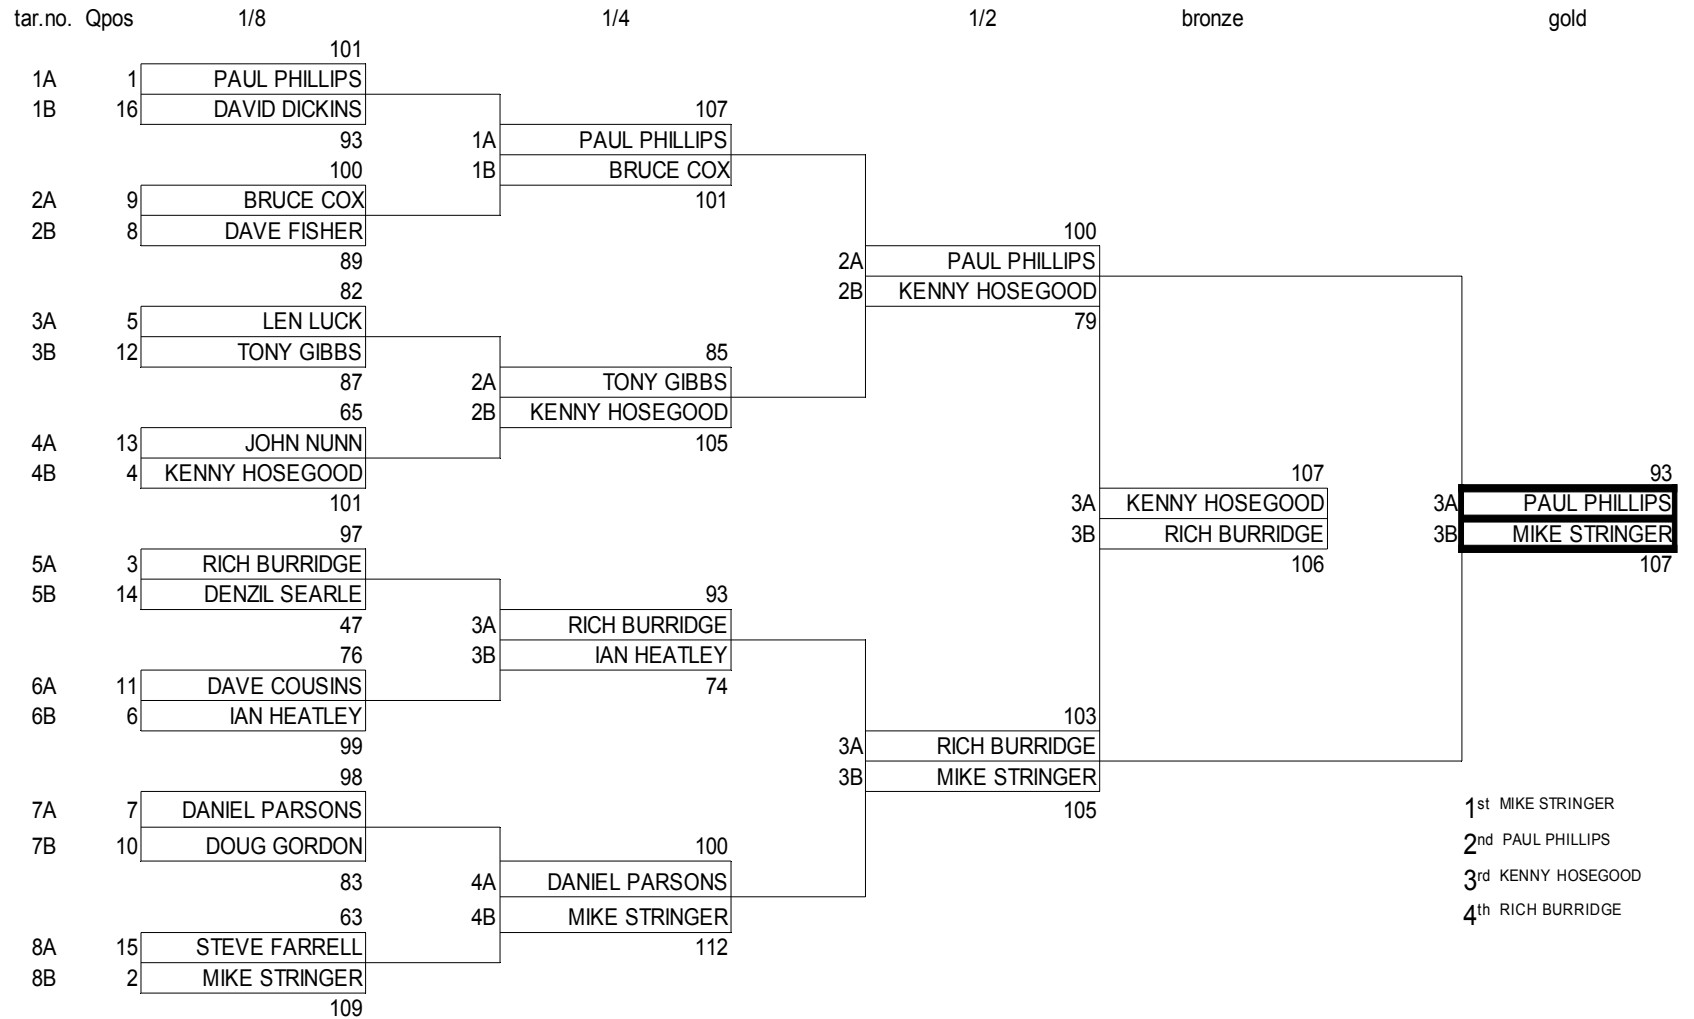 tar.no. Qpos 1/8 1/4 1/2 bronze gold
101
1A 1 PAUL PHILLIPS
1B 16 DAVID DICKINS 107
93 1A PAUL PHILLIPS
100 1B BRUCE COX
2A 9 BRUCE COX 101
2B 8 DAVE FISHER 100
89 2A PAUL PHILLIPS
82 2B KENNY HOSEGOOD
3A 5 LEN LUCK 79
3B 12 TONY GIBBS 85
87 2A TONY GIBBS
65 2B KENNY HOSEGOOD
4A 13 JOHN NUNN 105
4B 4 KENNY HOSEGOOD 107 93
101 3A KENNY HOSEGOOD 3A PAUL PHILLIPS
97 3B RICH BURRIDGE 3B MIKE STRINGER
5A 3 RICH BURRIDGE 106 107
5B 14 DENZIL SEARLE 93
47 3A RICH BURRIDGE
76 3B IAN HEATLEY
6A 11 DAVE COUSINS 74
6B 6 IAN HEATLEY 103
99 3A RICH BURRIDGE
98 3B MIKE STRINGER
7A 7 DANIEL PARSONS 105 1st MIKE STRINGER
7B 10 DOUG GORDON 100 2nd PAUL PHILLIPS
83 4A DANIEL PARSONS 3rd KENNY HOSEGOOD
63 4B MIKE STRINGER 4th RICH BURRIDGE
8A 15 STEVE FARRELL 112
8B 2 MIKE STRINGER
109